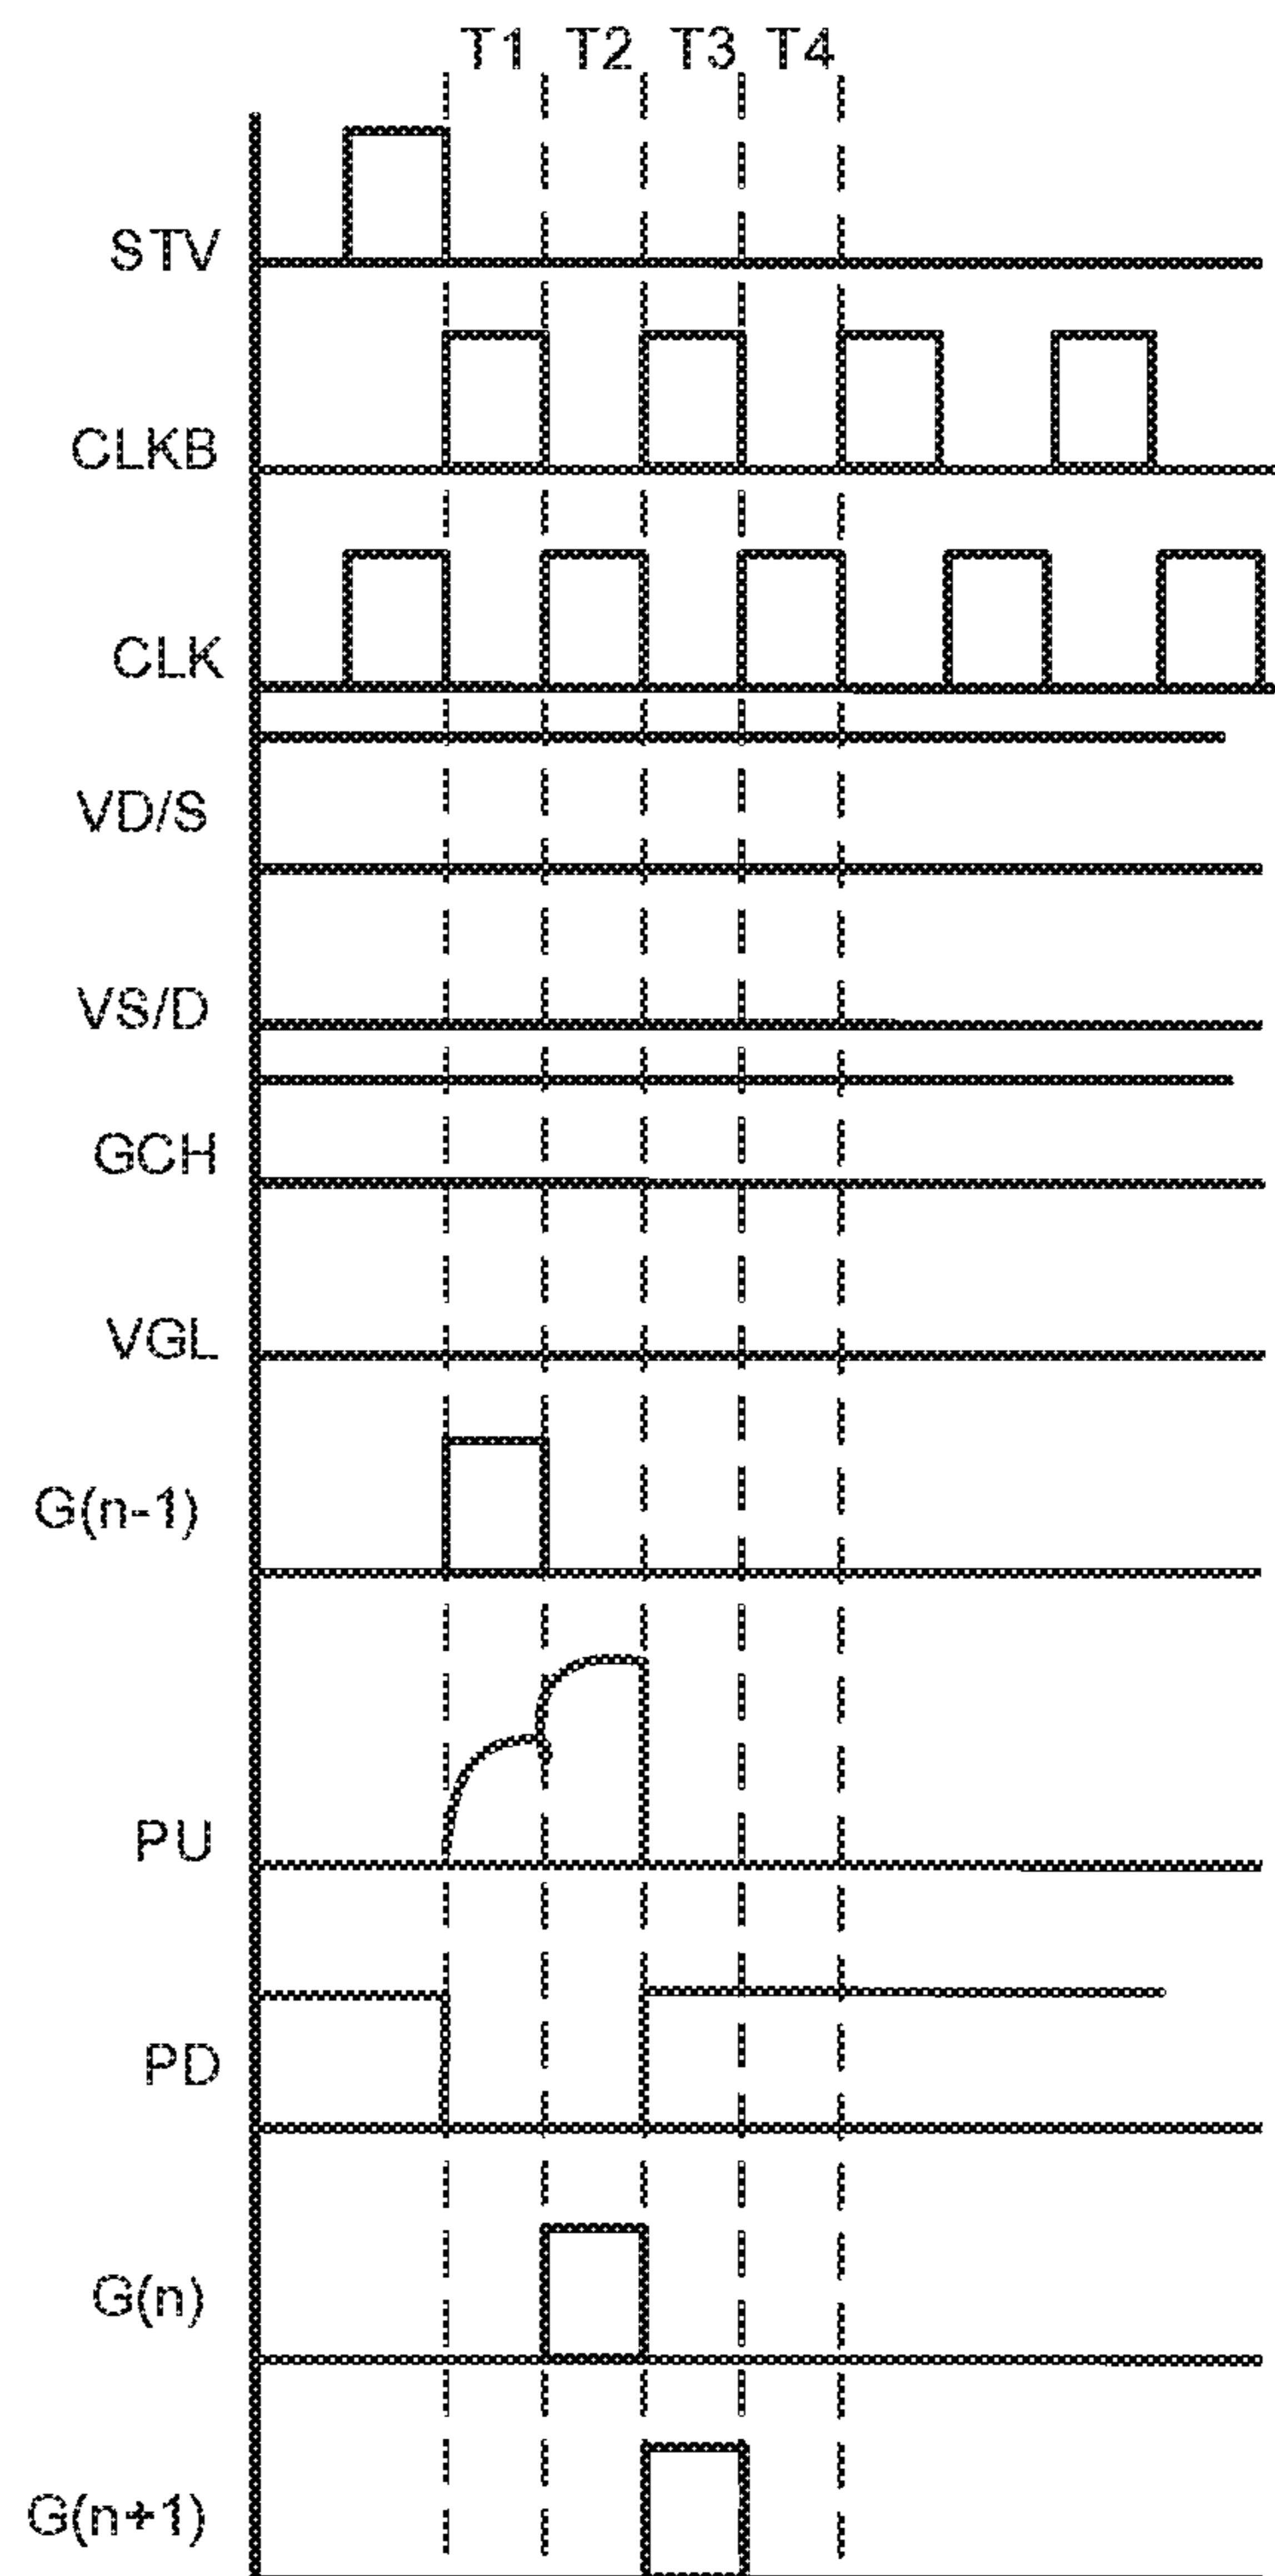 T1 T2 T3 T4
STV
CLKB
CLK
VD/S
VS/D
GCH
VGL
G(n-1)
PU
PD
G(n)
G(n+1)